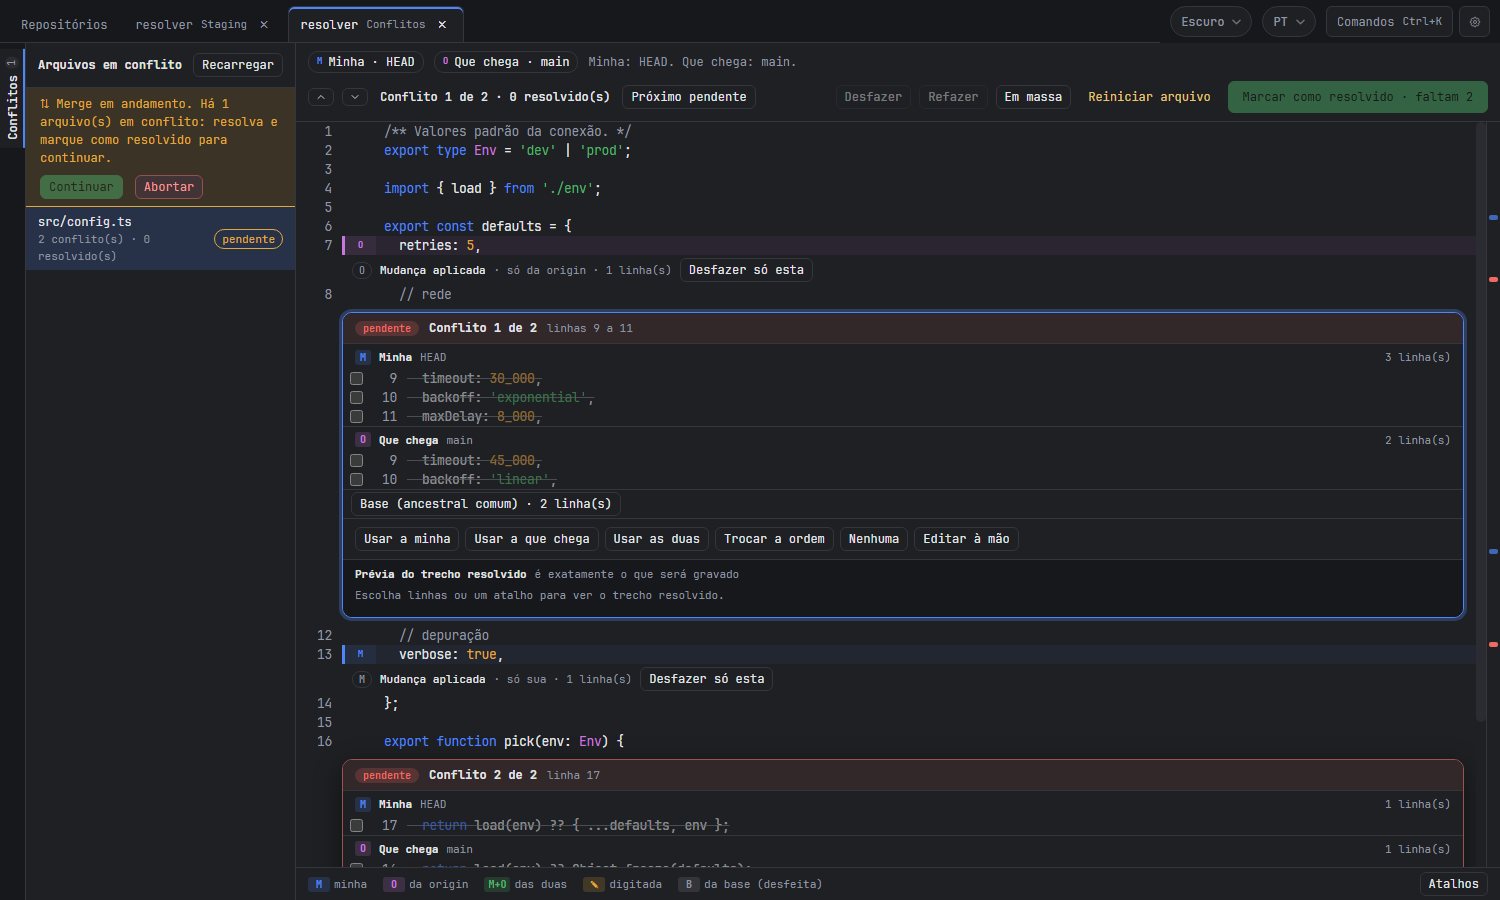 Repositórios
resolver Staging ×
resolver Conflitos ×
Escuro
PT
Comandos Ctrl+K
Conflitos 1
Arquivos em conflito
Recarregar
⇅ Merge em andamento. Há 1
arquivo(s) em conflito: resolva e
marque como resolvido para
continuar.
Continuar
Abortar
src/config.ts
2 conflito(s) · 0
resolvido(s)
pendente
M Minha · HEAD
O Que chega · main
Minha: HEAD. Que chega: main.
Conflito 1 de 2 · 0 resolvido(s)
Próximo pendente
Desfazer
Refazer
Em massa
Reiniciar arquivo
Marcar como resolvido · faltam 2
1 /** Valores padrão da conexão. */
2 export type Env = 'dev' | 'prod';
3
4 import { load } from './env';
5
6 export const defaults = {
7 O retries: 5,
O Mudança aplicada · só da origin · 1 linha(s) Desfazer só esta
8 // rede
pendente Conflito 1 de 2 linhas 9 a 11
M Minha HEAD 3 linha(s)
9 timeout: 30_000,
10 backoff: 'exponential',
11 maxDelay: 8_000,
O Que chega main 2 linha(s)
9 timeout: 45_000,
10 backoff: 'linear',
Base (ancestral comum) · 2 linha(s)
Usar a minha
Usar a que chega
Usar as duas
Trocar a ordem
Nenhuma
Editar à mão
Prévia do trecho resolvido é exatamente o que será gravado
Escolha linhas ou um atalho para ver o trecho resolvido.
12 // depuração
13 M verbose: true,
M Mudança aplicada · só sua · 1 linha(s) Desfazer só esta
14 };
15
16 export function pick(env: Env) {
pendente Conflito 2 de 2 linha 17
M Minha HEAD 1 linha(s)
17 return load(env) ?? { ...defaults, env };
O Que chega main 1 linha(s)
M minha
O da origin
M+O das duas
✎ digitada
B da base (desfeita)
Atalhos